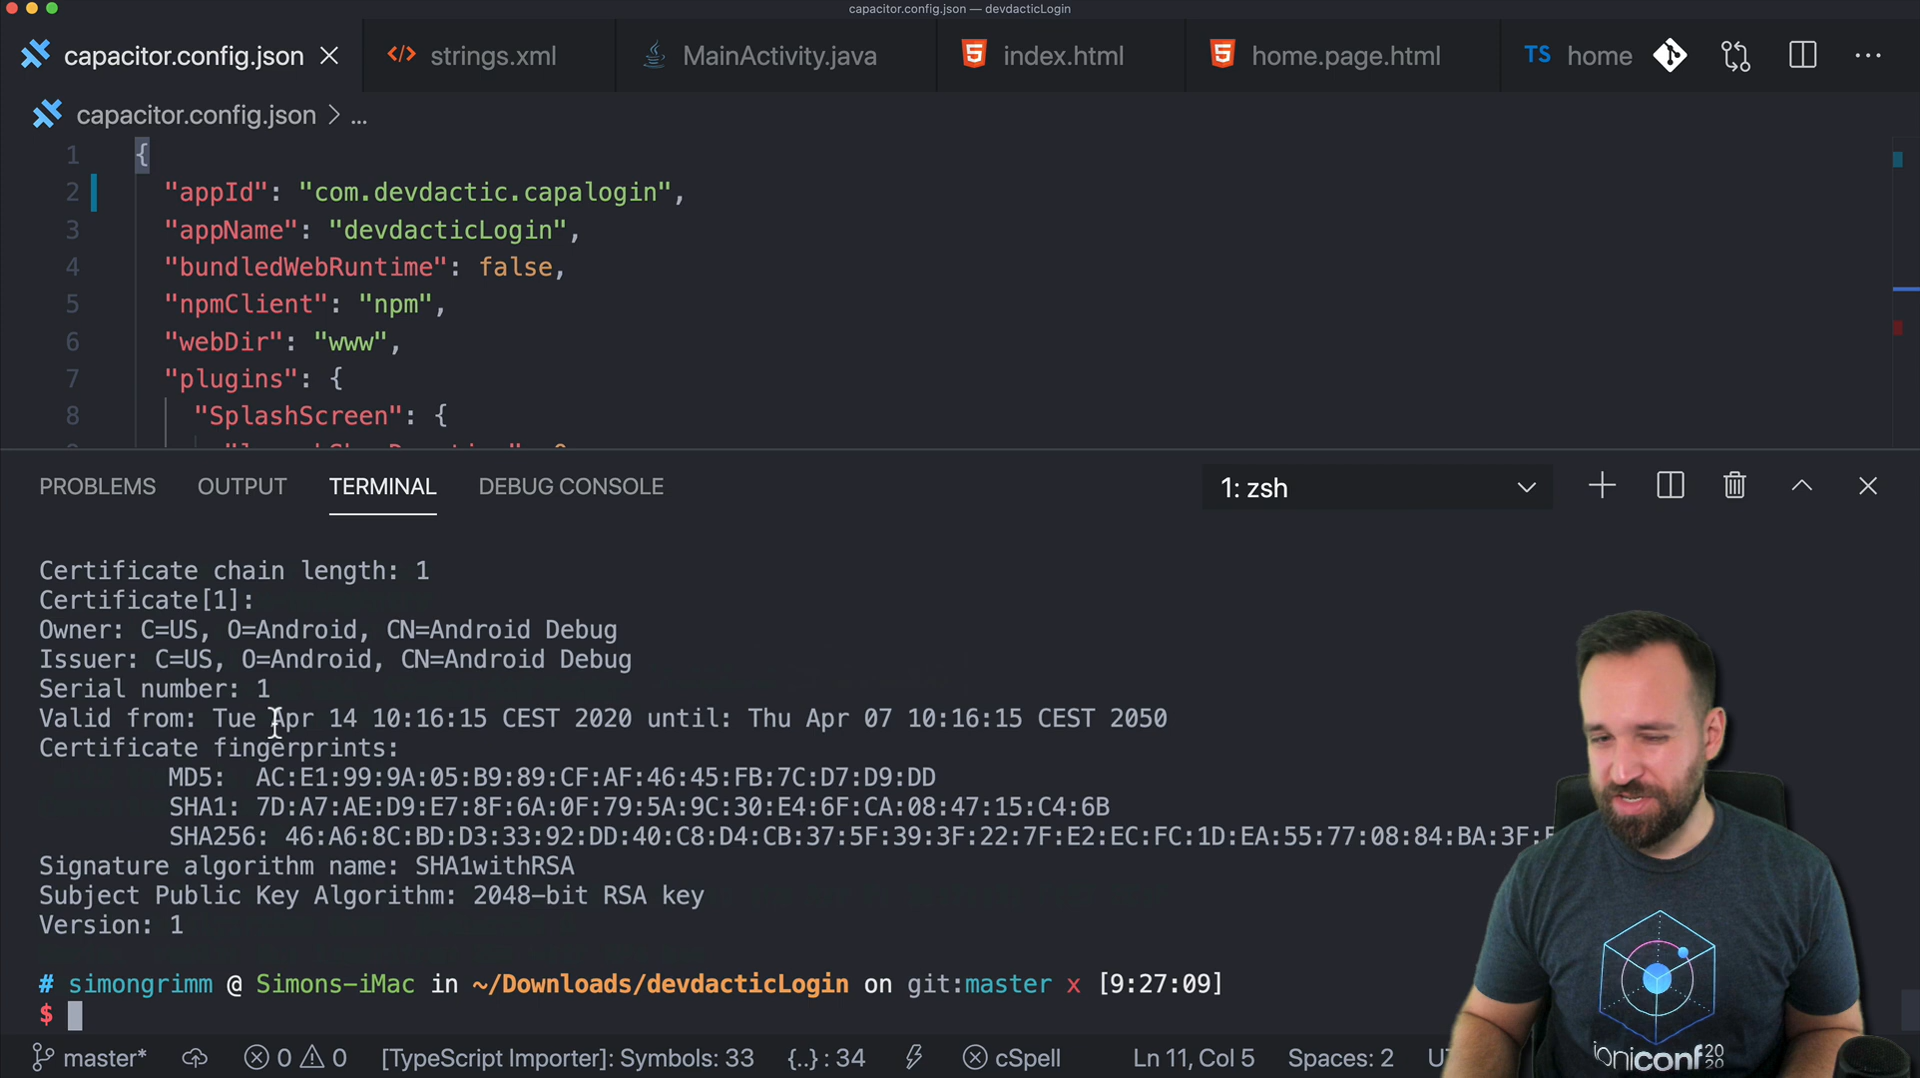 capacitor.config.json — devdacticLogin
capacitor.config.json
strings.xml
MainActivity.java
index.html
home.page.html
TS home
capacitor.config.json > ...
1 {
2 "appId": "com.devdactic.capalogin",
3 "appName": "devdacticLogin",
4 "bundledWebRuntime": false,
5 "npmClient": "npm",
6 "webDir": "www",
7 "plugins": {
8 "SplashScreen": {
PROBLEMS OUTPUT TERMINAL DEBUG CONSOLE
1: zsh
Certificate chain length: 1
Certificate[1]:
Owner: C=US, O=Android, CN=Android Debug
Issuer: C=US, O=Android, CN=Android Debug
Serial number: 1
Valid from: Tue Apr 14 10:16:15 CEST 2020 until: Thu Apr 07 10:16:15 CEST 2050
Certificate fingerprints:
MD5: AC:E1:99:9A:05:B9:89:CF:AF:46:45:FB:7C:D7:D9:DD
SHA1: 7D:A7:AE:D9:E7:8F:6A:0F:79:5A:9C:30:E4:6F:CA:08:47:15:C4:6B
SHA256: 46:A6:8C:BD:D3:33:92:DD:40:C8:D4:CB:37:5F:39:3F:22:7F:E2:EC:FC:1D:EA:55:77:08:84:BA:3F:
Signature algorithm name: SHA1withRSA
Subject Public Key Algorithm: 2048-bit RSA key
Version: 1
# simongrimm @ Simons-iMac in ~/Downloads/devdacticLogin on git:master x [9:27:09]
$
master* 0 0 [TypeScript Importer]: Symbols: 33 {..} : 34 cSpell Ln 11, Col 5 Spaces: 2
ioniconf 2020